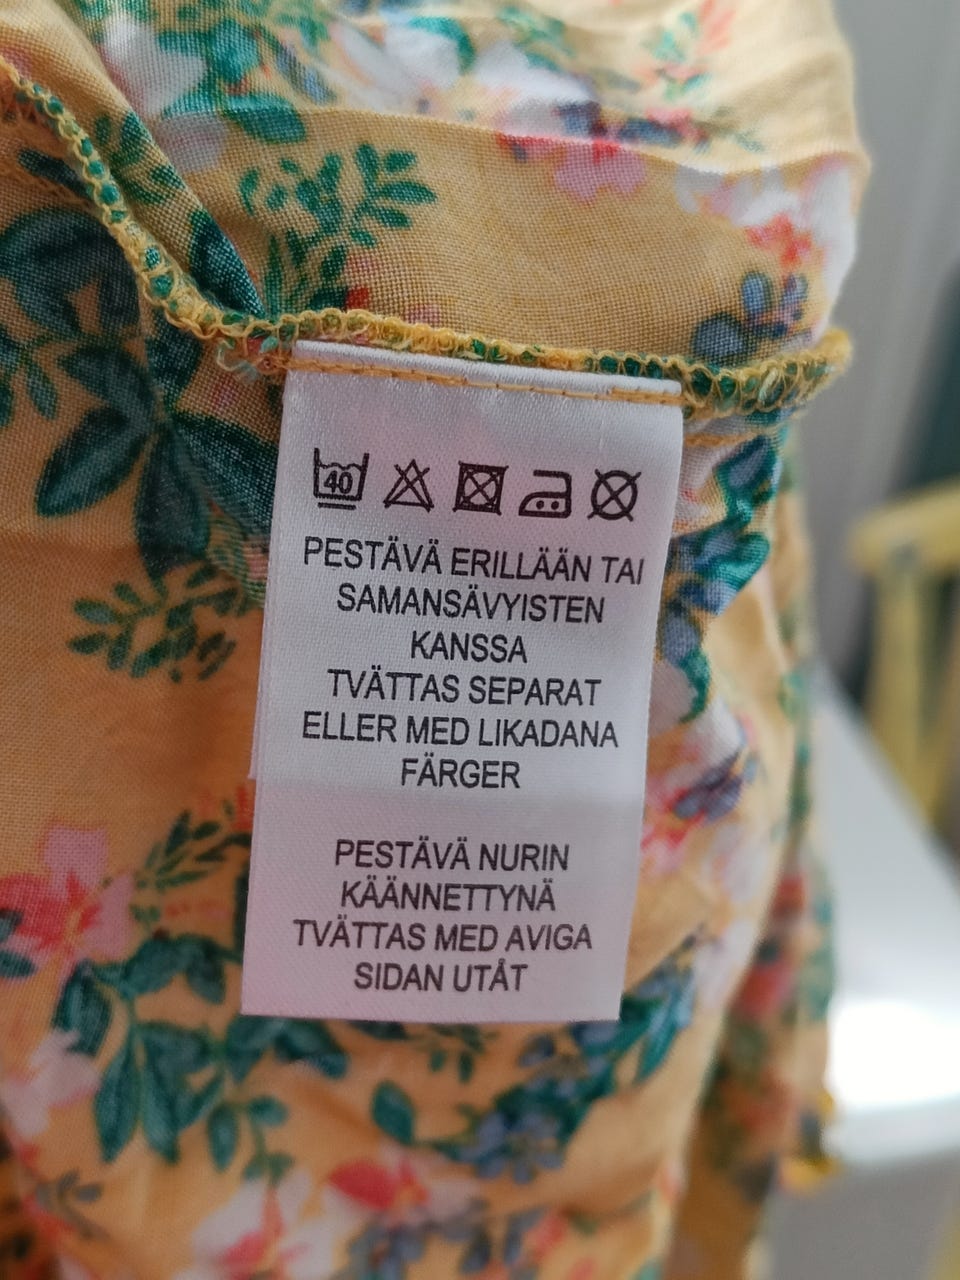 40
PESTÄVÄ ERILLÄÄN TAI
SAMANSÄVYISTEN
KANSSA
TVÄTTAS SEPARAT
ELLER MED LIKADANA
FÄRGER
PESTÄVÄ NURIN
KÄÄNNETTYNÄ
TVÄTTAS MED AVIGA
SIDAN UTÅT